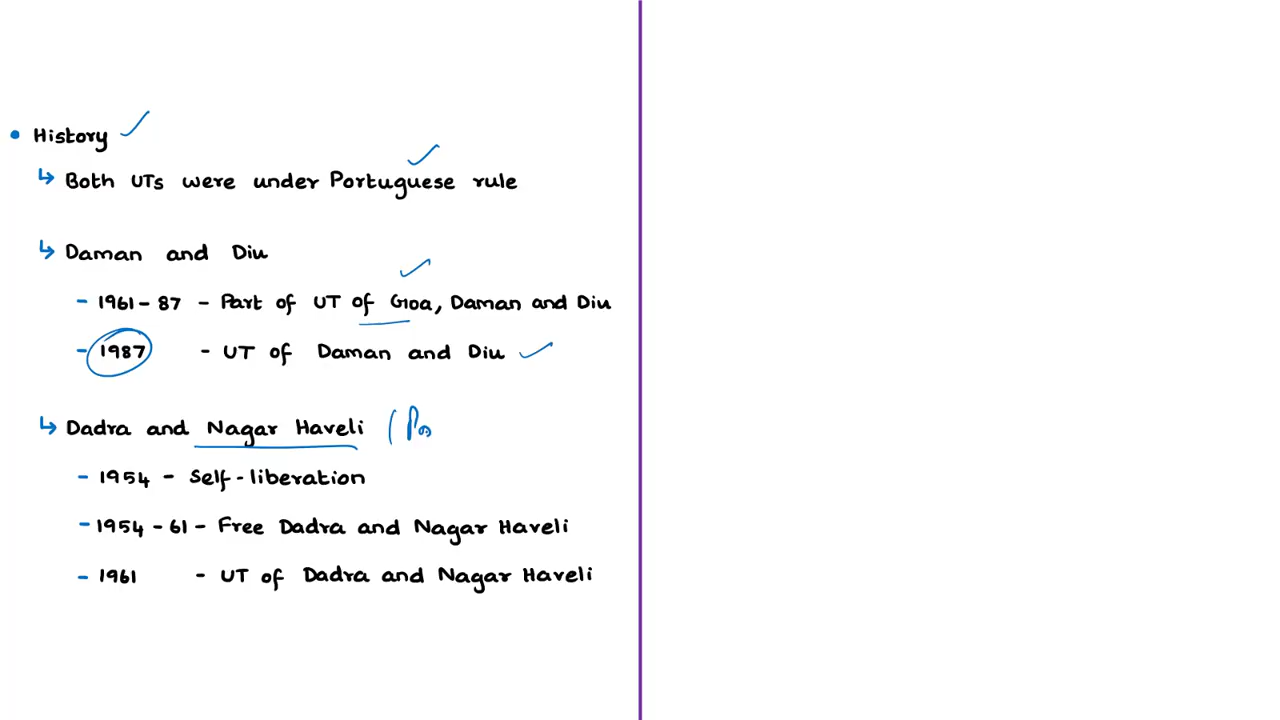 • History
↳ Both UTs were under Portuguese rule
↳ Daman and Diu
- 1961-87 - Part of UT of Goa, Daman and Diu
- 1987 - UT of Daman and Diu
↳ Dadra and Nagar Haveli (
- 1954 - Self-liberation
- 1954-61 - Free Dadra and Nagar Haveli
- 1961 - UT of Dadra and Nagar Haveli